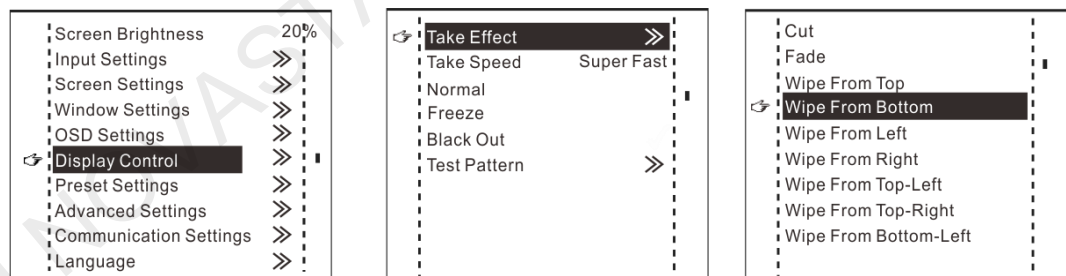 Screen Brightness 20%
Input Settings
Screen Settings
Window Settings
OSD Settings
Display Control
Preset Settings
Advanced Settings
Communication Settings
Language
Take Effect
Take Speed Super Fast
Normal
Freeze
Black Out
Test Pattern
Cut
Fade
Wipe From Top
Wipe From Bottom
Wipe From Left
Wipe From Right
Wipe From Top-Left
Wipe From Top-Right
Wipe From Bottom-Left
NOVASTA